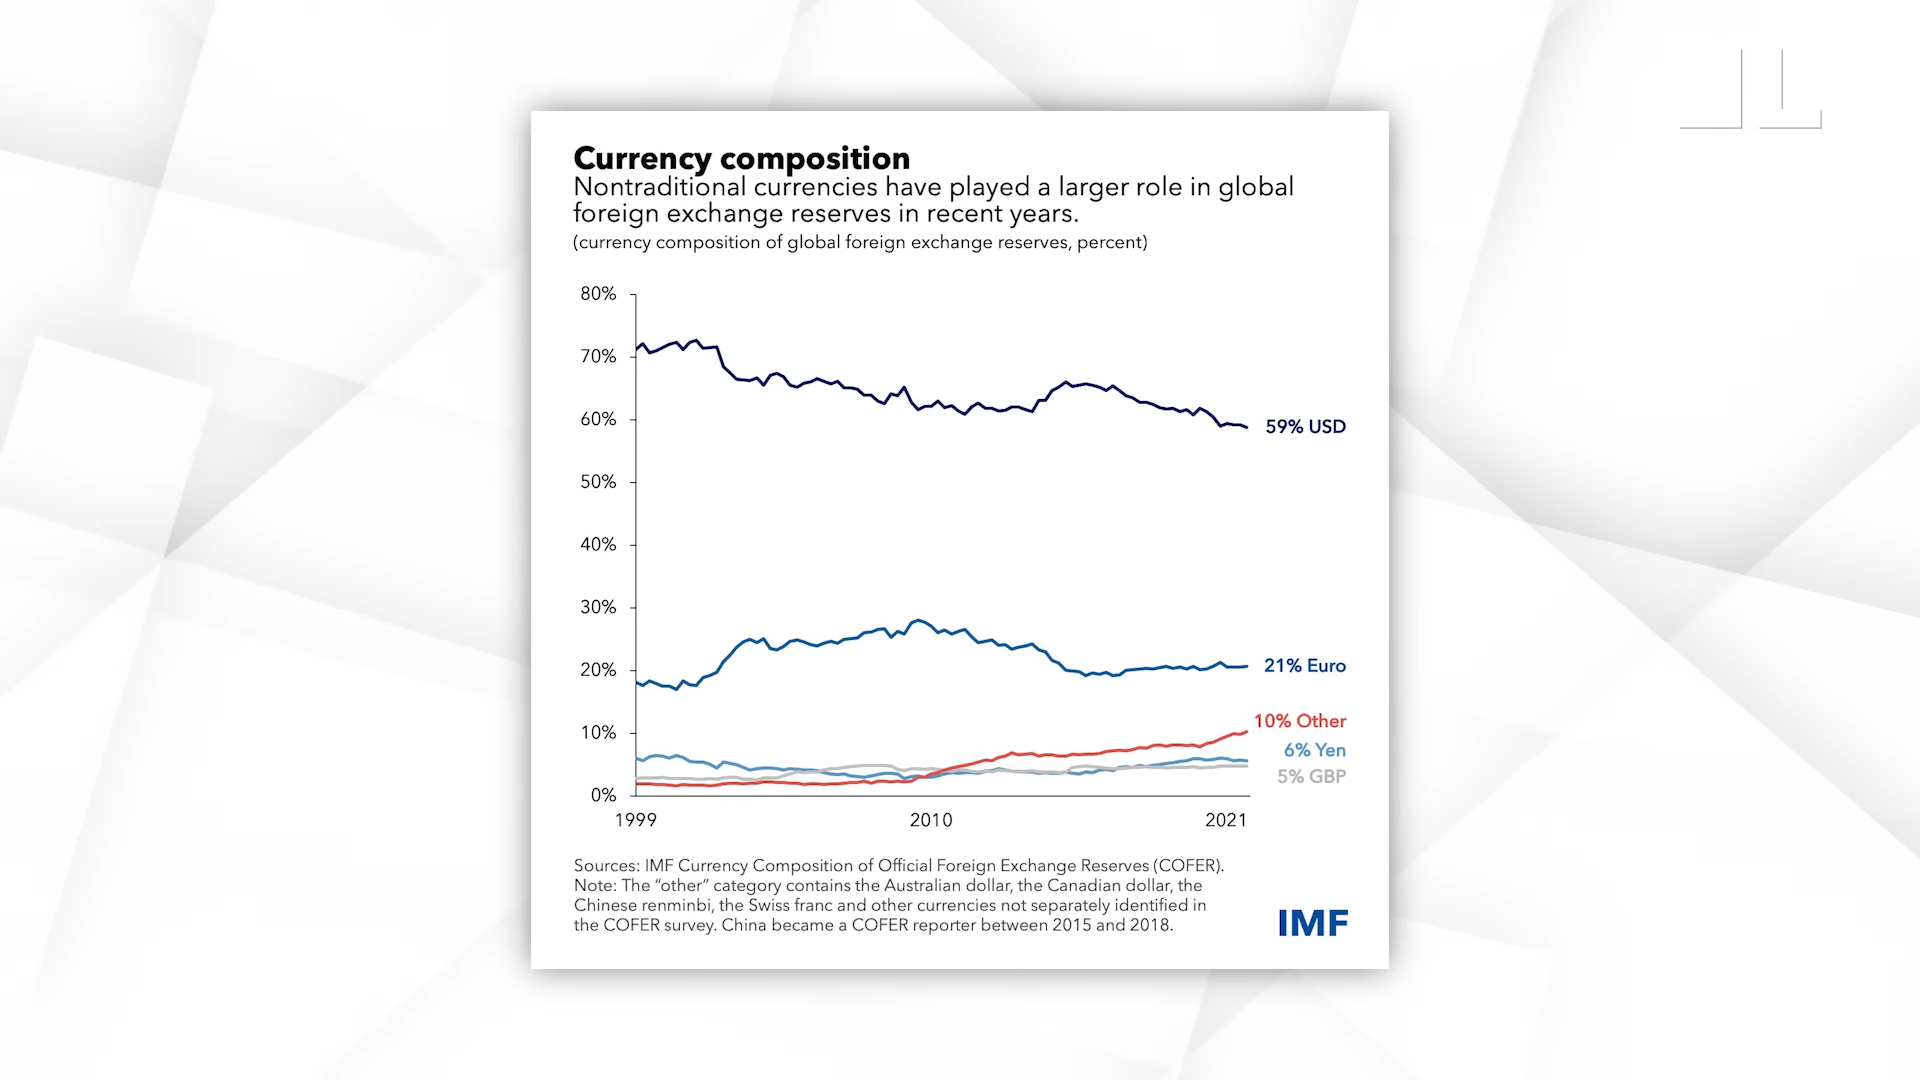 Currency composition
Nontraditional currencies have played a larger role in global
foreign exchange reserves in recent years.
(currency composition of global foreign exchange reserves, percent)
80%
70%
60%
50%
40%
30%
20%
10%
0%
59% USD
21% Euro
10% Other
6% Yen
5% GBP
1999
2010
2021
Sources: IMF Currency Composition of Official Foreign Exchange Reserves (COFER).
Note: The “other” category contains the Australian dollar, the Canadian dollar, the
Chinese renminbi, the Swiss franc and other currencies not separately identified in
the COFER survey. China became a COFER reporter between 2015 and 2018.
IMF